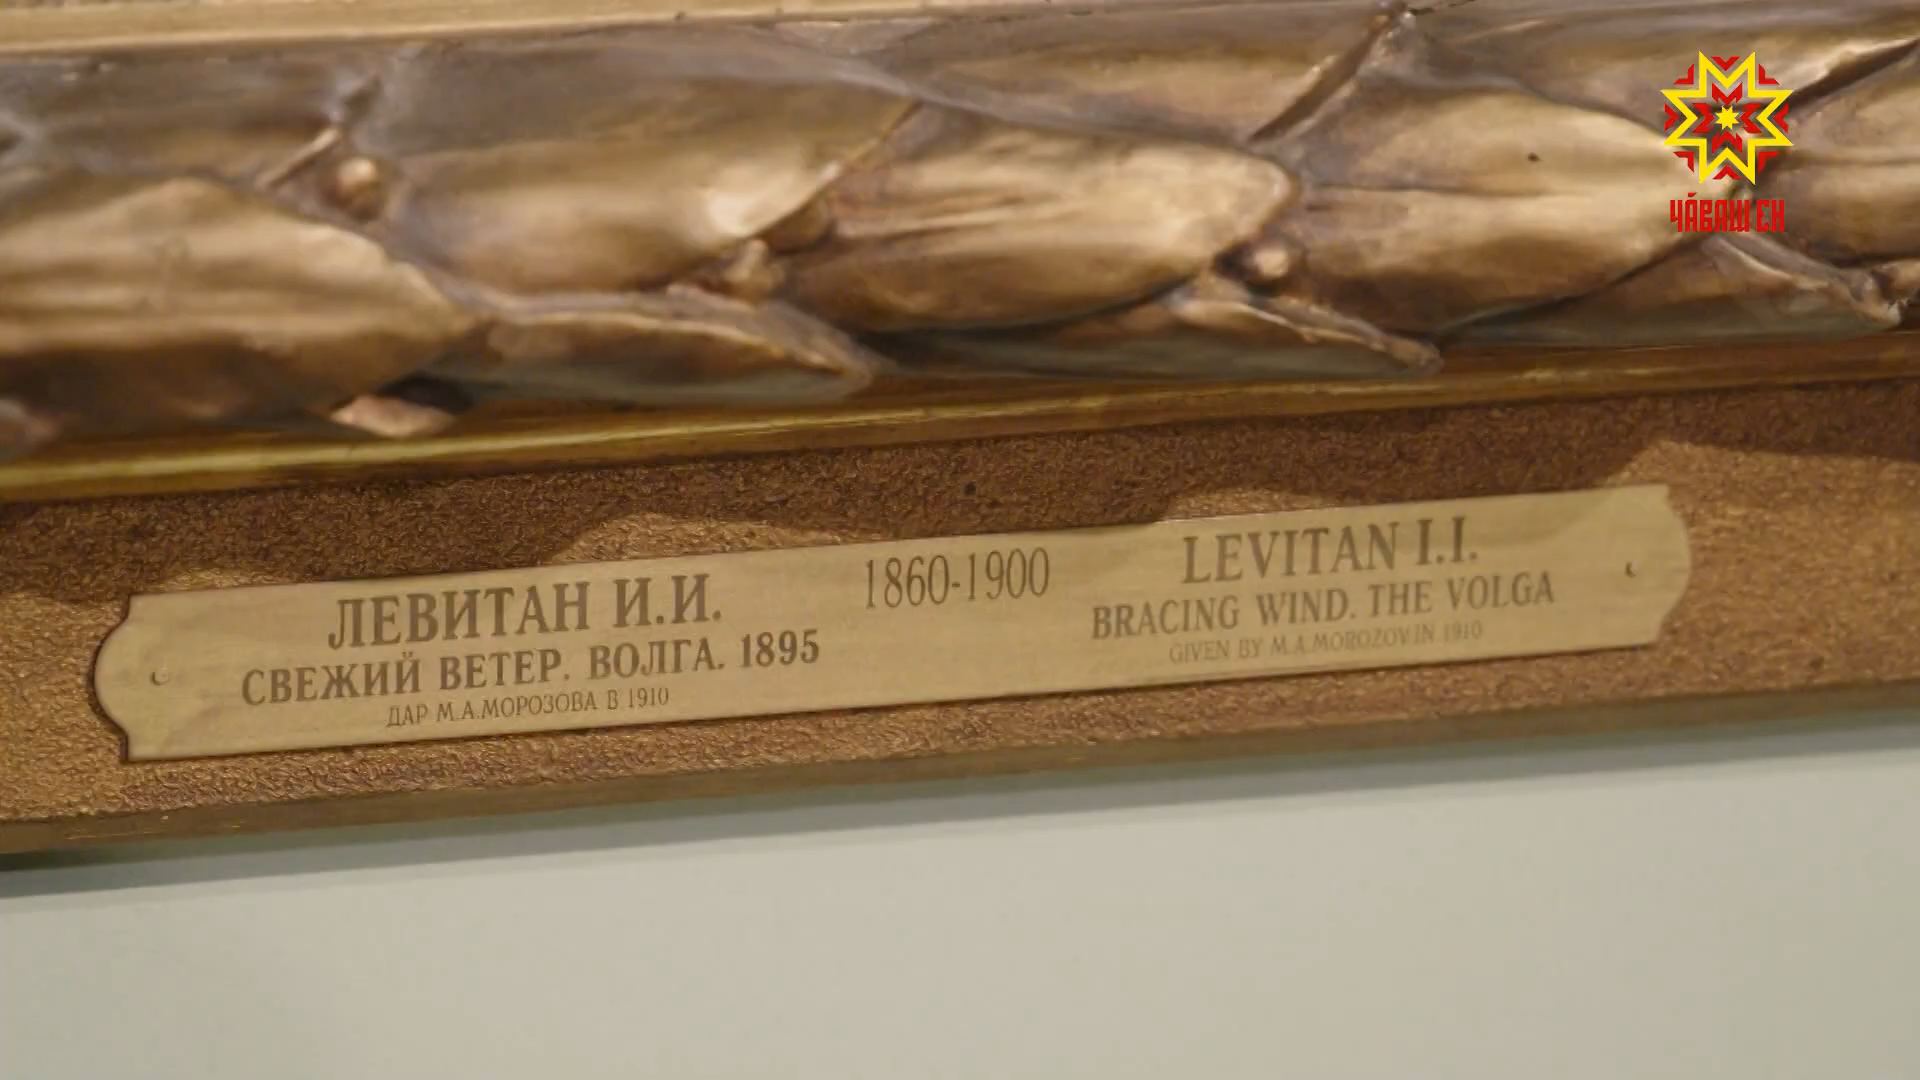 ЧӐВАШ ЕН
ЛЕВИТАН И.И.
СВЕЖИЙ ВЕТЕР. ВОЛГА. 1895
ДАР М.А.МОРОЗОВА В 1910
1860-1900
LEVITAN I.I.
BRACING WIND. THE VOLGA
GIVEN BY M.A.MOROZOV.IN 1910